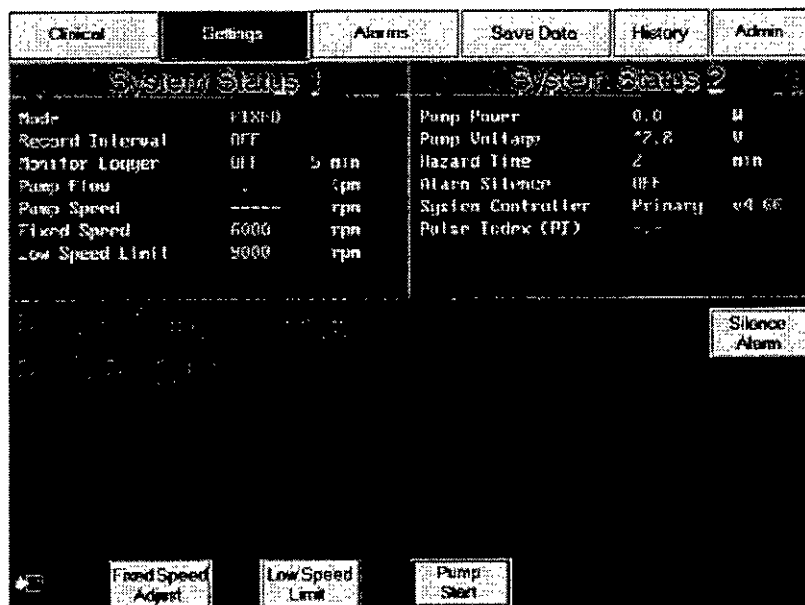 Clinical Settings Alarms Save Data History Admin
System Status 1 System Status 2
Mode FIXED
Record Interval OFF
Monitor Logger OFF 5 min
Pump Flow lpm
Pump Speed ----- rpm
Fixed Speed 6000 rpm
Low Speed Limit 9000 rpm
Pump Power 0.0 W
Pump Voltage V
Hazard Time 2 min
Alarm Silence OFF
System Controller Primary
Pulse Index (PI) -.-
Silence
Alarm
Fixed Speed
Adjust
Low Speed
Limit
Pump
Start